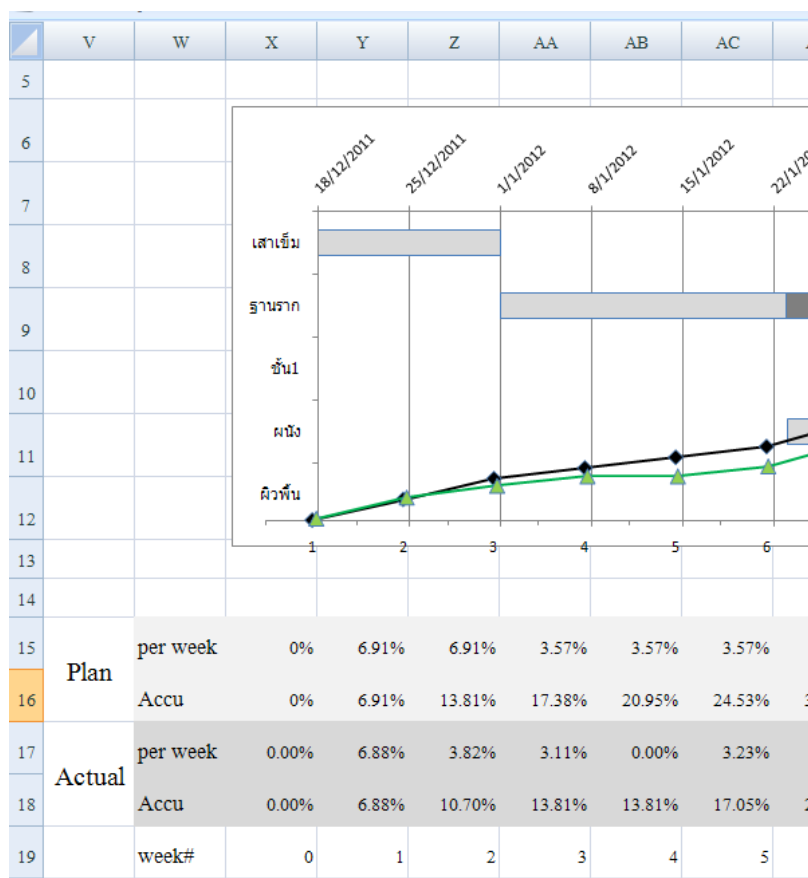 V W X Y Z AA AB AC
5
6
18/12/2011 25/12/2011 1/1/2012 8/1/2012 15/1/2012 22/1/20
7
เสาเข็ม
8
ฐานราก
9
ชั้น1
10
ผนัง
11
ผิวพื้น
12
1 2 3 4 5 6
13
14
15 per week 0% 6.91% 6.91% 3.57% 3.57% 3.57%
Plan
16 Accu 0% 6.91% 13.81% 17.38% 20.95% 24.53% 3
17 per week 0.00% 6.88% 3.82% 3.11% 0.00% 3.23%
Actual
18 Accu 0.00% 6.88% 10.70% 13.81% 13.81% 17.05% 2
19 week# 0 1 2 3 4 5